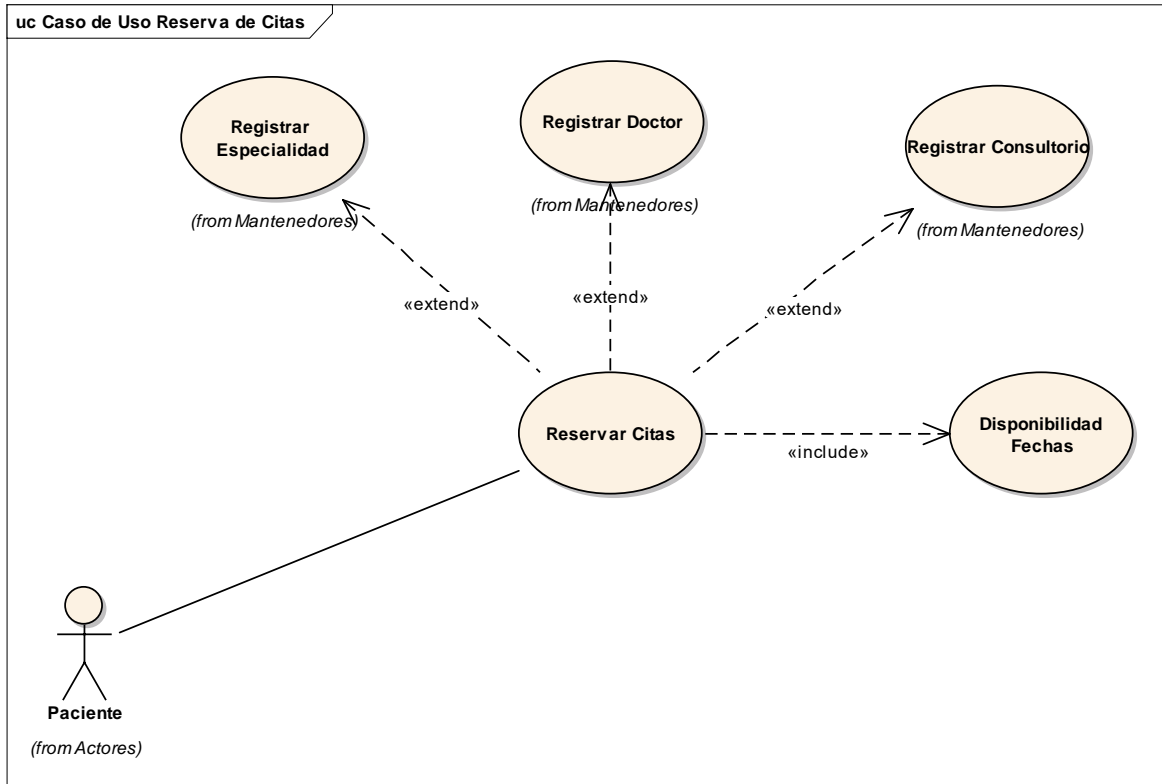 uc Caso de Uso Reserva de Citas
Registrar
Especialidad
(from Mantenedores)
Registrar Doctor
(from Mantenedores)
Registrar Consultorio
(from Mantenedores)
«extend»
«extend»
«extend»
Reservar Citas
«include»
Disponibilidad
Fechas
Paciente
(from Actores)